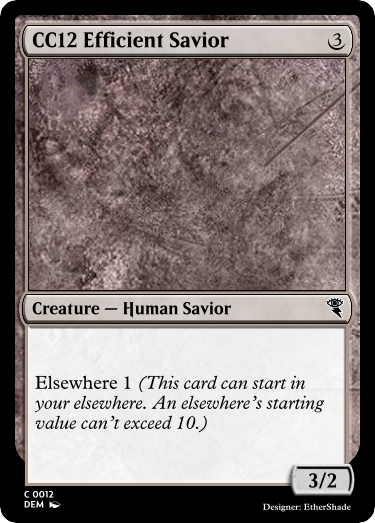 CC12 Efficient Savior 3
Creature — Human Savior
Elsewhere 1 (This card can start in
your elsewhere. An elsewhere's starting
value can't exceed 10.)
3/2
C 0012
DEM
Designer: EtherShade